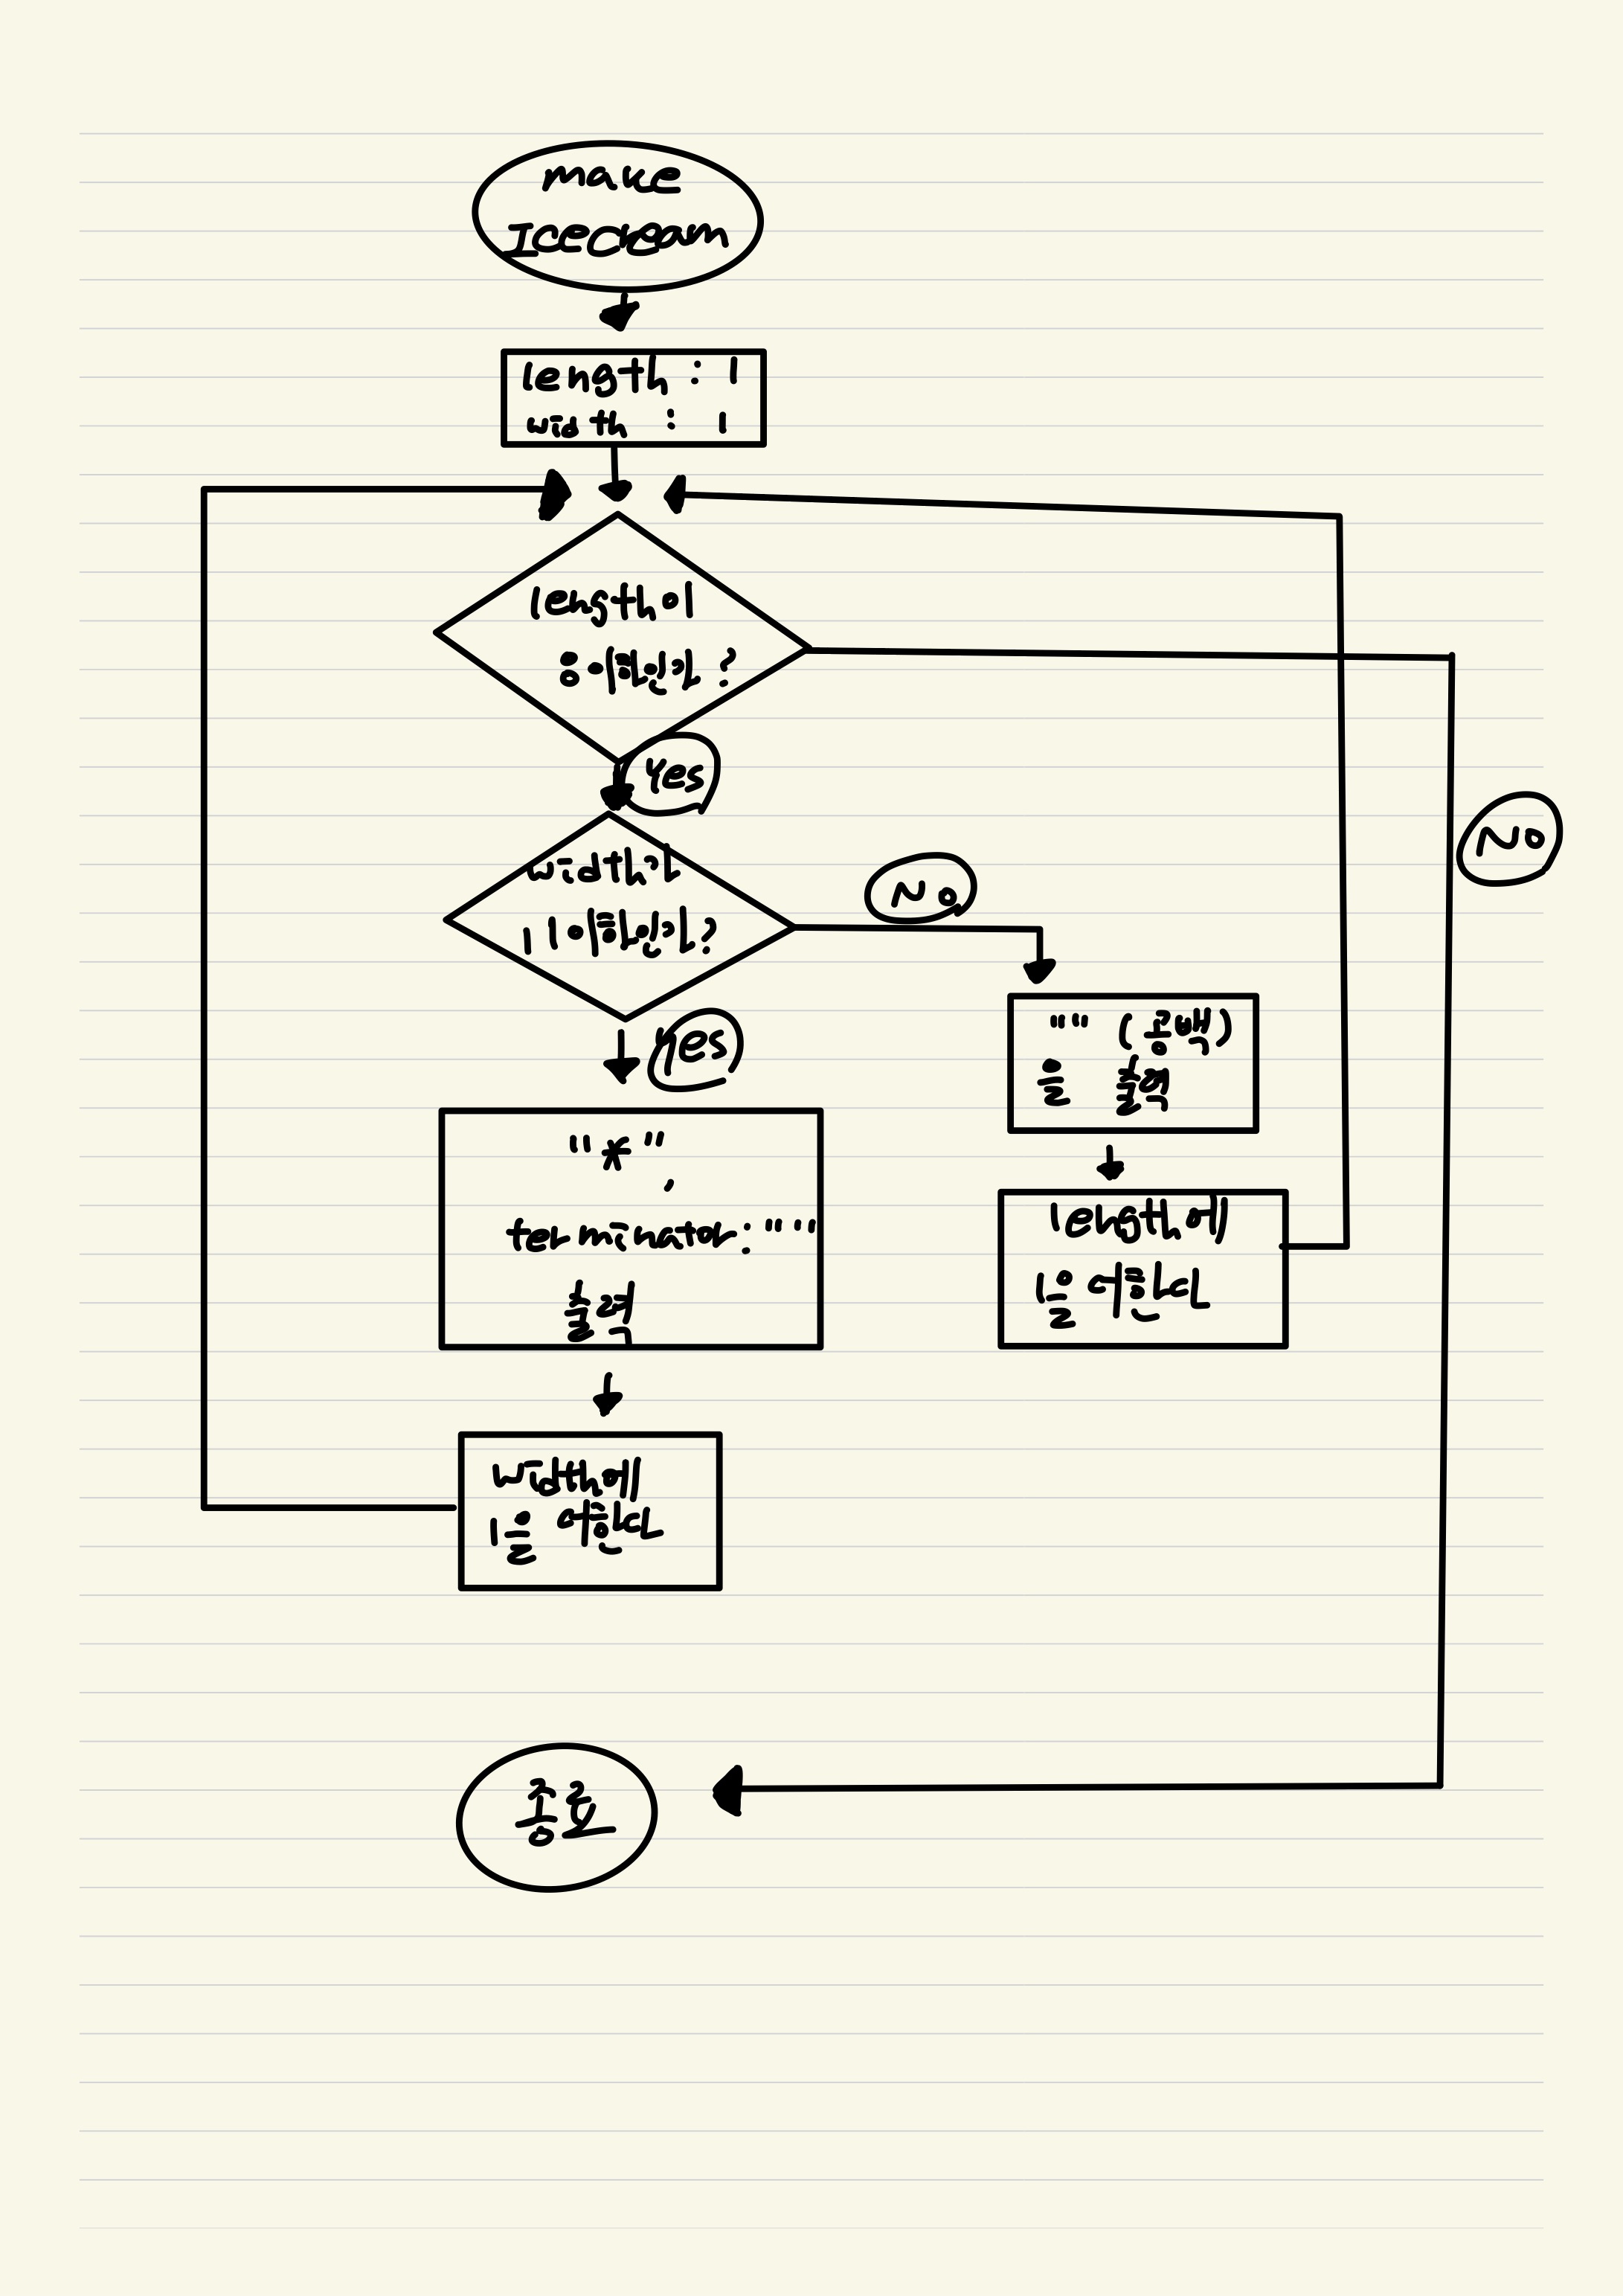 make
Icecream
length : 1
width : 1
length이
8 이하인가?
Yes
No
width가
11이하인가?
No
Yes
"" (공백)
을 출력
"*",
terminator: ""
출력
length에
1을 더한다
width에
1을 더한다
종료